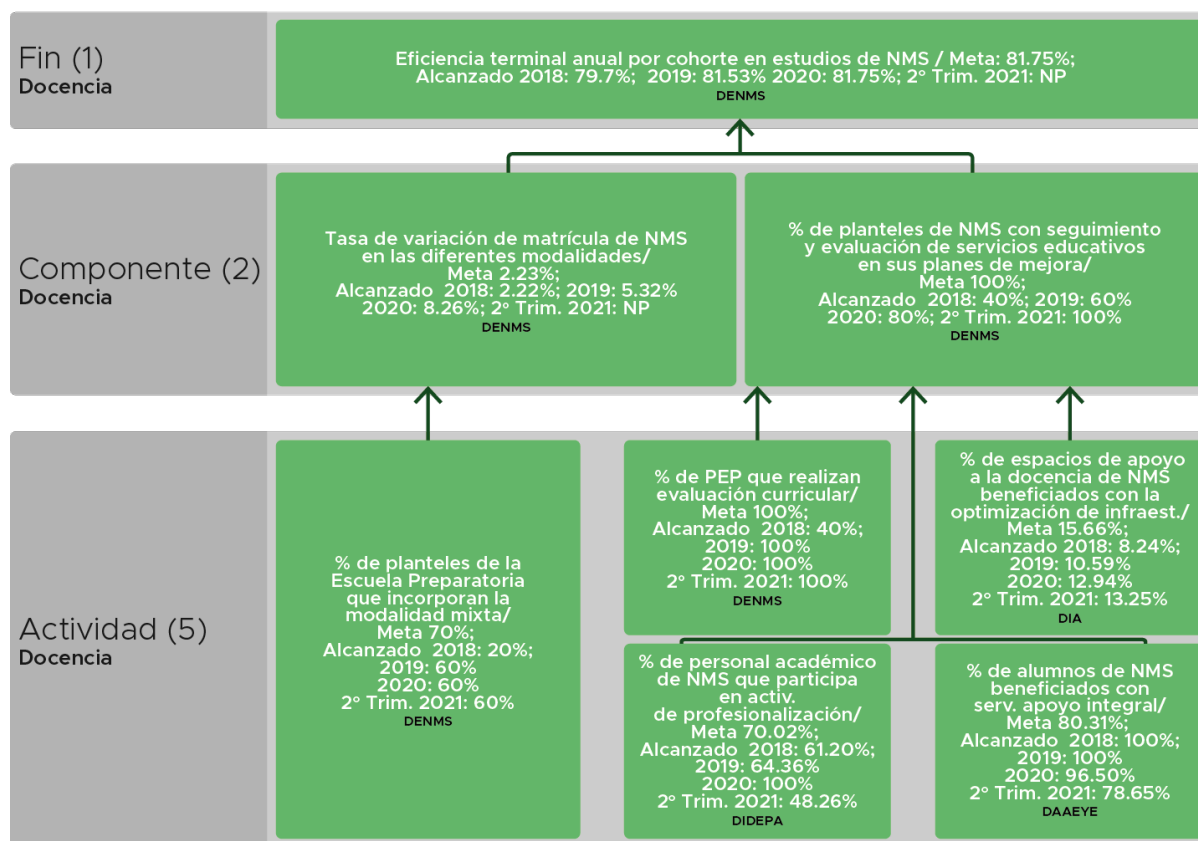 Fin (1)
Docencia
Eficiencia terminal anual por cohorte en estudios de NMS / Meta: 81.75%;
Alcanzado 2018: 79.7%; 2019: 81.53% 2020: 81.75%; 2º Trim. 2021: NP
DENMS
Componente (2)
Docencia
Tasa de variación de matrícula de NMS
en las diferentes modalidades/
Meta 2.23%;
Alcanzado 2018: 2.22%; 2019: 5.32%
2020: 8.26%; 2º Trim. 2021: NP
DENMS
% de planteles de NMS con seguimiento
y evaluación de servicios educativos
en sus planes de mejora/
Meta 100%;
Alcanzado 2018: 40%; 2019: 60%
2020: 80%; 2º Trim. 2021: 100%
DENMS
Actividad (5)
Docencia
% de planteles de la
Escuela Preparatoria
que incorporan la
modalidad mixta/
Meta 70%;
Alcanzado 2018: 20%;
2019: 60%
2020: 60%
2º Trim. 2021: 60%
DENMS
% de PEP que realizan
evaluación curricular/
Meta 100%;
Alcanzado 2018: 40%;
2019: 100%
2020: 100%
2º Trim. 2021: 100%
DENMS
% de espacios de apoyo
a la docencia de NMS
beneficiados con la
optimización de infraest./
Meta 15.66%;
Alcanzado 2018: 8.24%;
2019: 10.59%
2020: 12.94%
2º Trim. 2021: 13.25%
DIA
% de personal académico
de NMS que participa
en activ.
de profesionalización/
Meta 70.02%;
Alcanzado 2018: 61.20%;
2019: 64.36%
2020: 100%
2º Trim. 2021: 48.26%
DIDEPA
% de alumnos de NMS
beneficiados con
serv. apoyo integral/
Meta 80.31%;
Alcanzado 2018: 100%;
2019: 100%
2020: 96.50%
2º Trim. 2021: 78.65%
DAAEYE